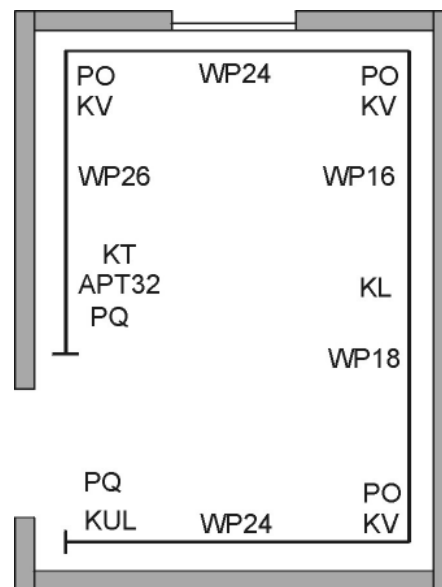 PO WP24 PO
KV KV
WP26 WP16
KT
APT32 KL
PQ
WP18
PQ PO
KUL WP24 KV